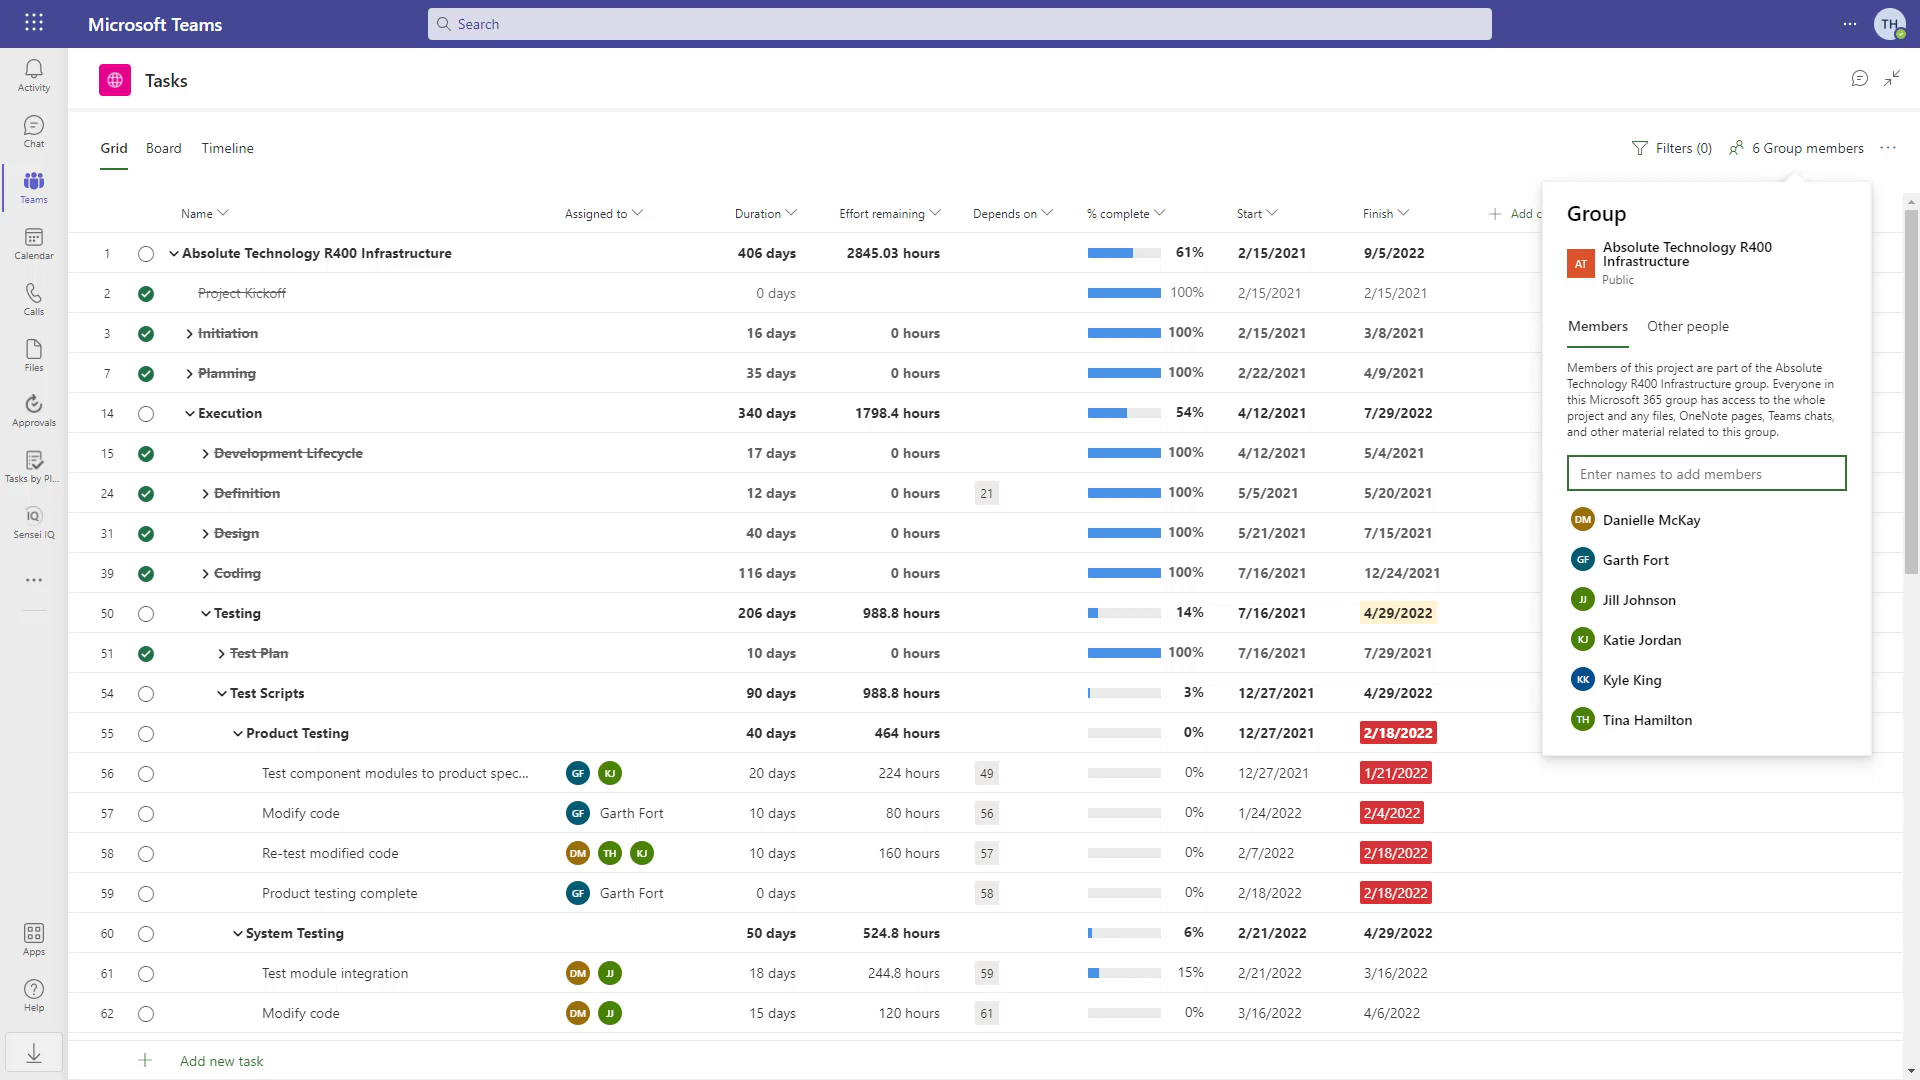 Microsoft Teams
Search
TH
Activity
Chat
Teams
Calendar
Calls
Files
Approvals
Tasks by Pl...
IQ
Sensei IQ
Apps
Help
Tasks
Grid Board Timeline
Filters (0) 6 Group members
Name Assigned to Duration Effort remaining Depends on % complete Start Finish Add c
1 Absolute Technology R400 Infrastructure 406 days 2845.03 hours 61% 2/15/2021 9/5/2022
2 Project Kickoff 0 days 100% 2/15/2021 2/15/2021
3 Initiation 16 days 0 hours 100% 2/15/2021 3/8/2021
7 Planning 35 days 0 hours 100% 2/22/2021 4/9/2021
14 Execution 340 days 1798.4 hours 54% 4/12/2021 7/29/2022
15 Development Lifecycle 17 days 0 hours 100% 4/12/2021 5/4/2021
24 Definition 12 days 0 hours 21 100% 5/5/2021 5/20/2021
31 Design 40 days 0 hours 100% 5/21/2021 7/15/2021
39 Coding 116 days 0 hours 100% 7/16/2021 12/24/2021
50 Testing 206 days 988.8 hours 14% 7/16/2021 4/29/2022
51 Test Plan 10 days 0 hours 100% 7/16/2021 7/29/2021
54 Test Scripts 90 days 988.8 hours 3% 12/27/2021 4/29/2022
55 Product Testing 40 days 464 hours 0% 12/27/2021 2/18/2022
56 Test component modules to product spec... GF KJ 20 days 224 hours 49 0% 12/27/2021 1/21/2022
57 Modify code GF Garth Fort 10 days 80 hours 56 0% 1/24/2022 2/4/2022
58 Re-test modified code DM TH KJ 10 days 160 hours 57 0% 2/7/2022 2/18/2022
59 Product testing complete GF Garth Fort 0 days 58 0% 2/18/2022 2/18/2022
60 System Testing 50 days 524.8 hours 6% 2/21/2022 4/29/2022
61 Test module integration DM JJ 18 days 244.8 hours 59 15% 2/21/2022 3/16/2022
62 Modify code DM JJ 15 days 120 hours 61 0% 3/16/2022 4/6/2022
Add new task
Group
AT
Absolute Technology R400
Infrastructure
Public
Members Other people
Members of this project are part of the Absolute
Technology R400 Infrastructure group. Everyone in
this Microsoft 365 group has access to the whole
project and any files, OneNote pages, Teams chats,
and other material related to this group.
Enter names to add members
DM Danielle McKay
GF Garth Fort
JJ Jill Johnson
KJ Katie Jordan
KK Kyle King
TH Tina Hamilton